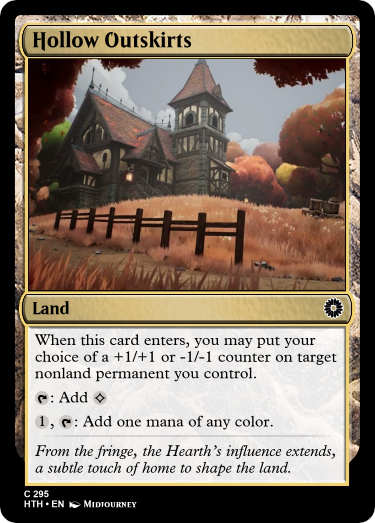 Hollow Outskirts
Land
When this card enters, you may put your
choice of a +1/+1 or -1/-1 counter on target
nonland permanent you control.
: Add
1, : Add one mana of any color.
From the fringe, the Hearth's influence extends,
a subtle touch of home to shape the land.
C 295
HTH • EN Midjourney